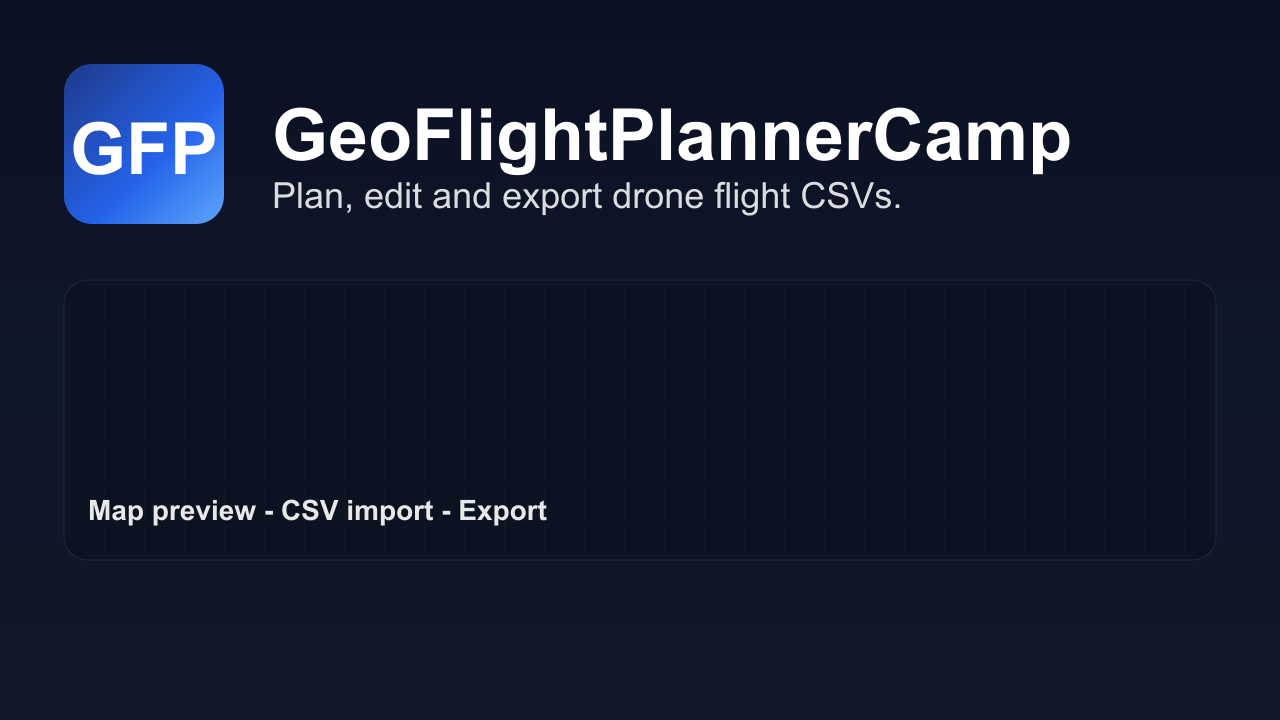 GFP
GeoFlightPlannerCamp
Plan, edit and export drone flight CSVs.
Map preview - CSV import - Export